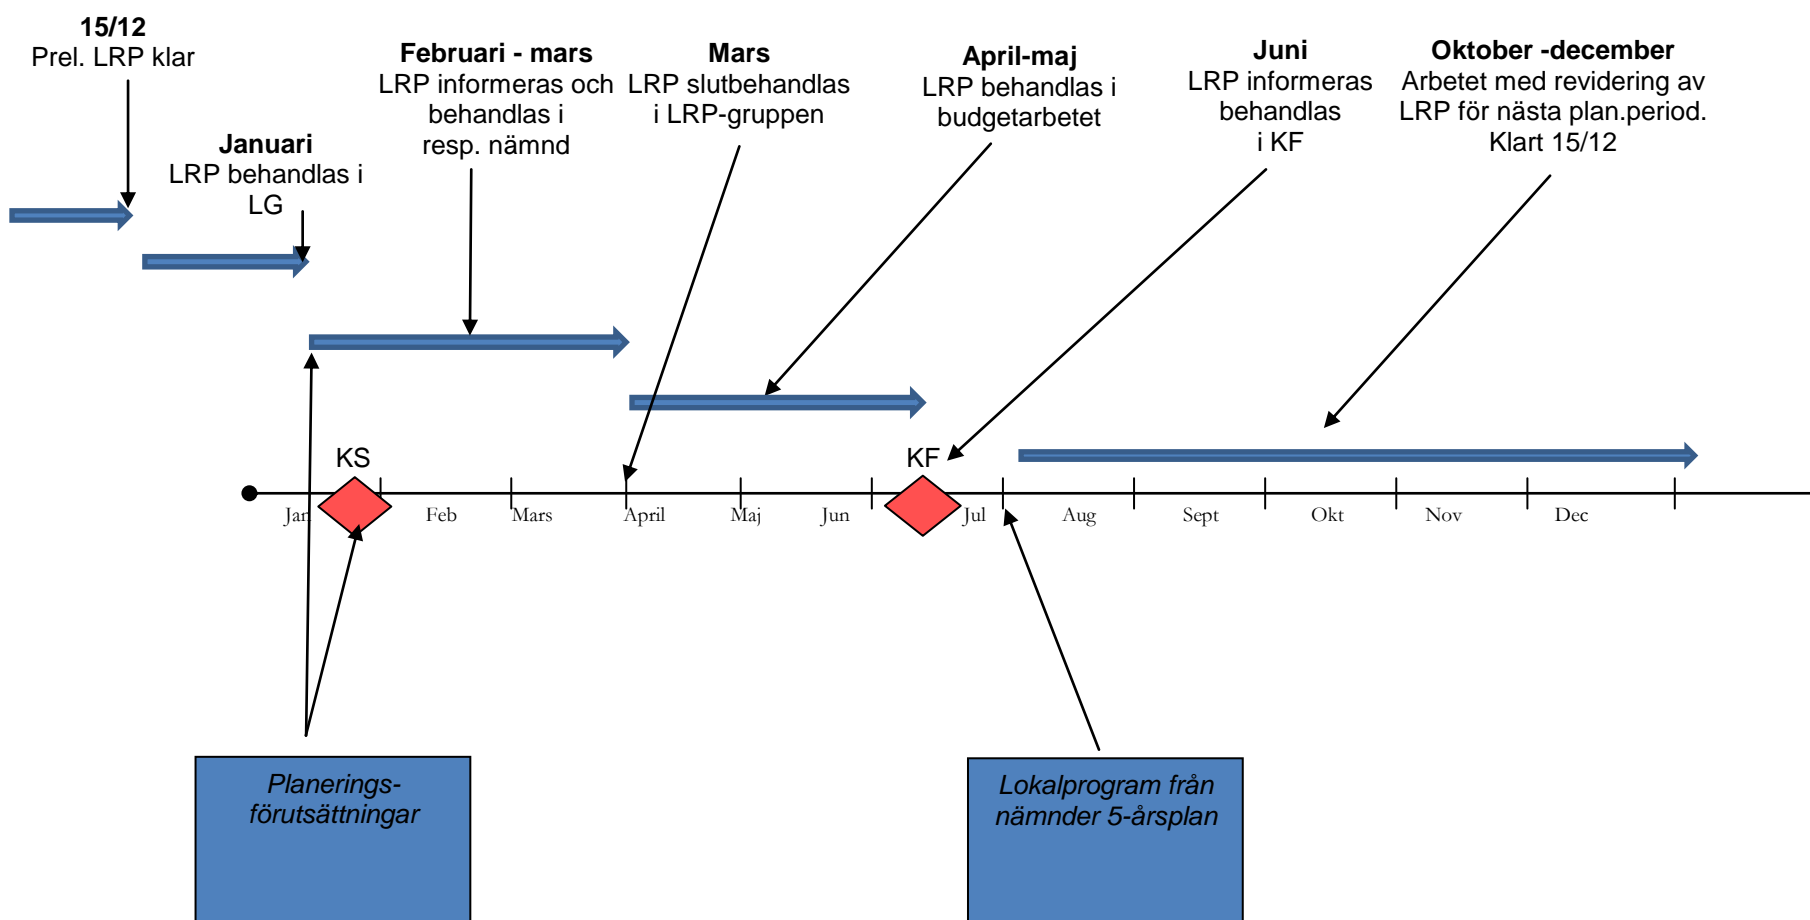 15/12
Prel. LRP klar
Januari
LRP behandlas i
LG
Februari - mars
LRP informeras och
behandlas i
resp. nämnd
Mars
LRP slutbehandlas
i LRP-gruppen
April-maj
LRP behandlas i
budgetarbetet
Juni
LRP informeras
behandlas
i KF
Oktober -december
Arbetet med revidering av
LRP för nästa plan.period.
Klart 15/12
KS
KF
Jan
Feb
Mars
April
Maj
Jun
Jul
Aug
Sept
Okt
Nov
Dec
Planerings-
förutsättningar
Lokalprogram från
nämnder 5-årsplan